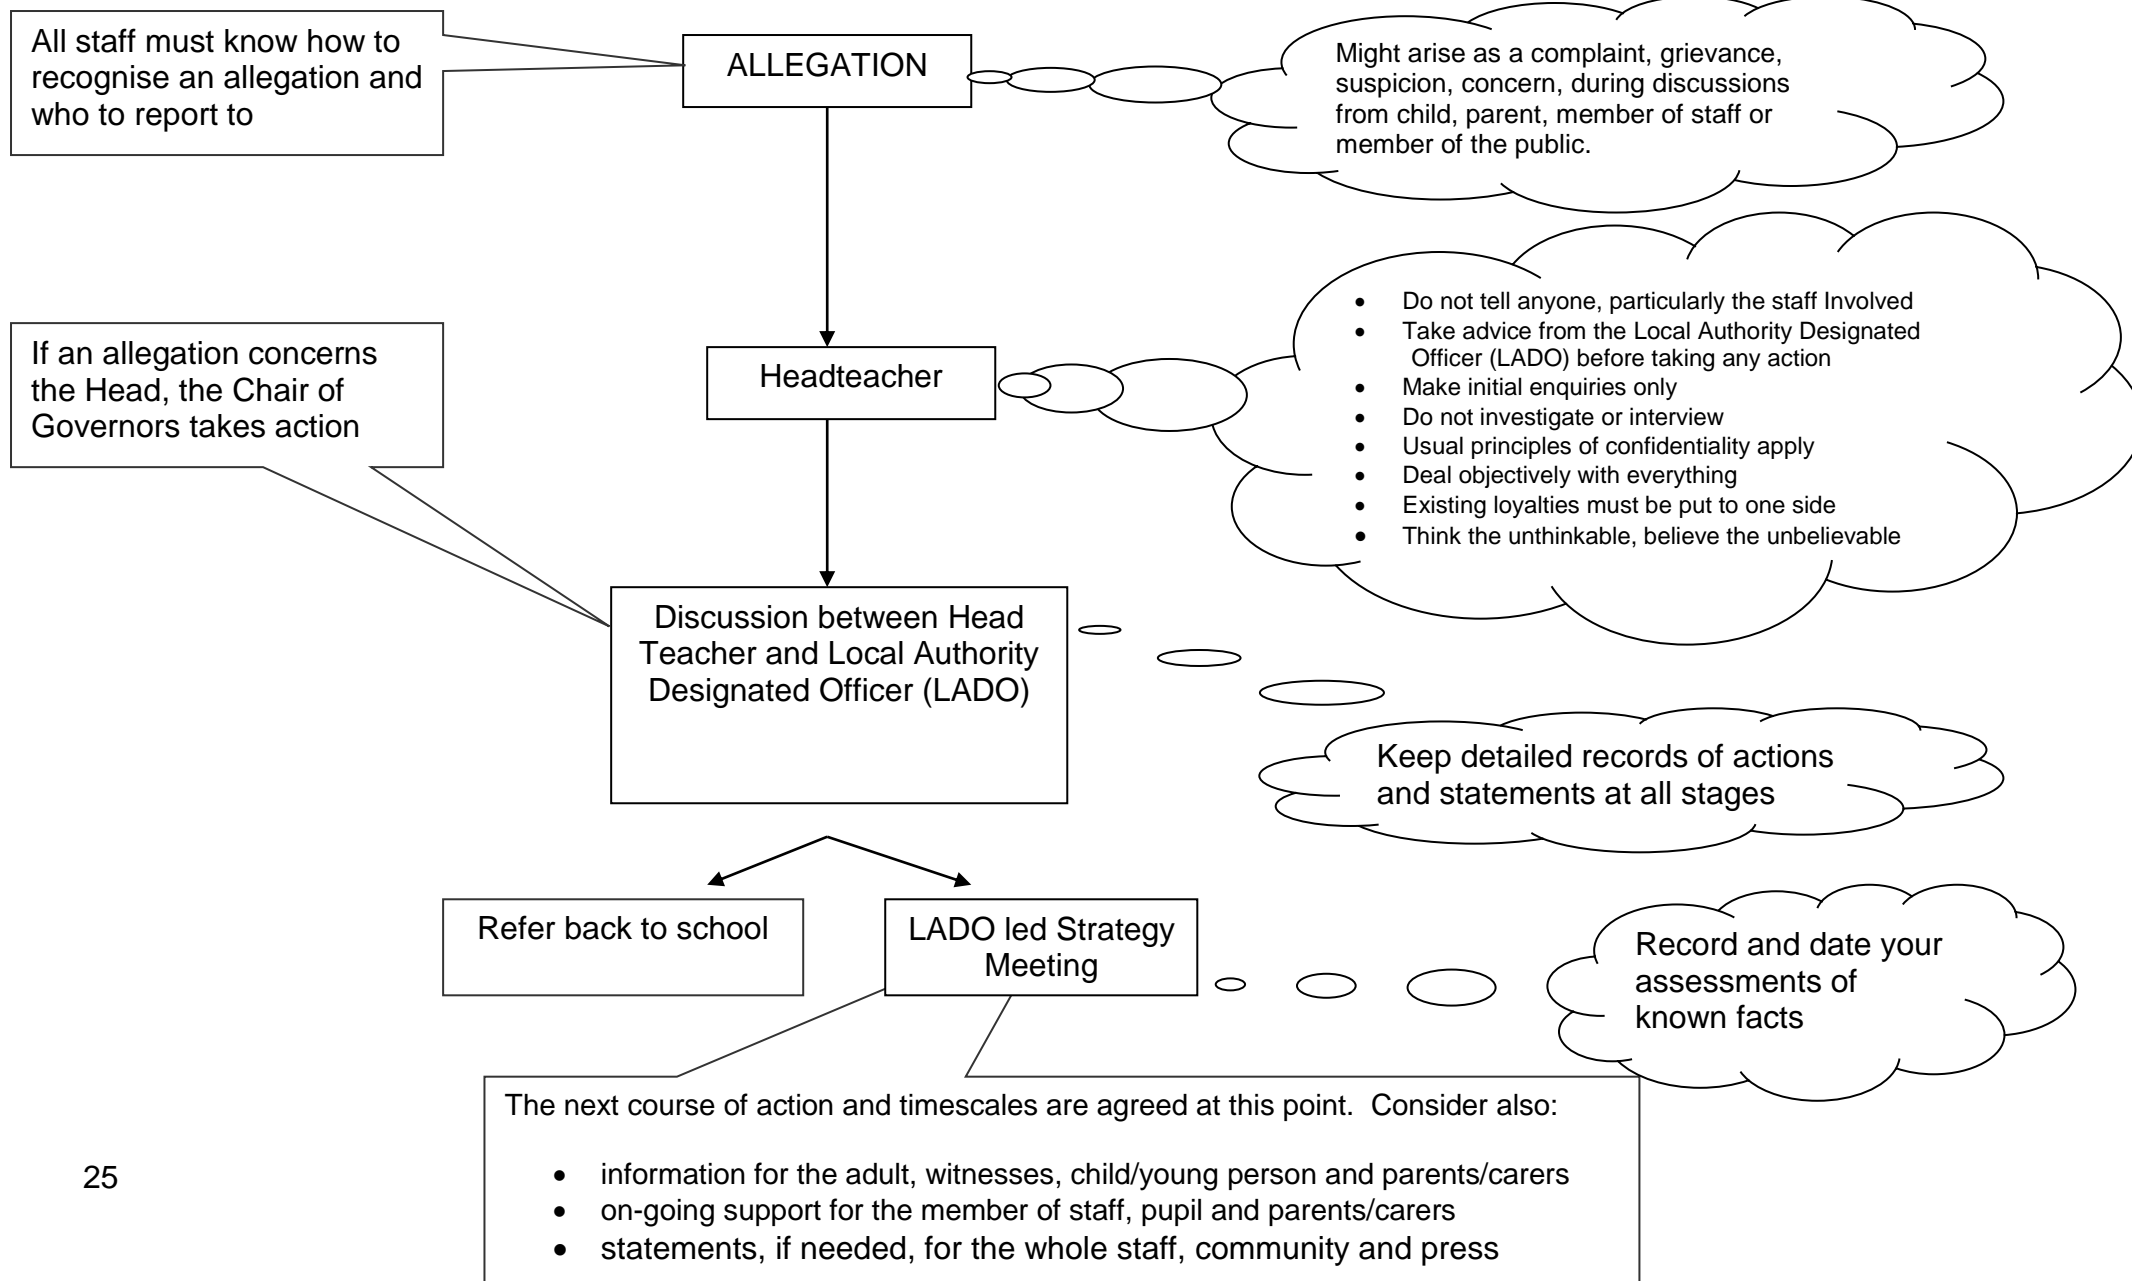 All staff must know how to
recognise an allegation and
who to report to
ALLEGATION
Might arise as a complaint, grievance,
suspicion, concern, during discussions
from child, parent, member of staff or
member of the public.
If an allegation concerns
the Head, the Chair of
Governors takes action
Headteacher
• Do not tell anyone, particularly the staff Involved
• Take advice from the Local Authority Designated
Officer (LADO) before taking any action
• Make initial enquiries only
• Do not investigate or interview
• Usual principles of confidentiality apply
• Deal objectively with everything
• Existing loyalties must be put to one side
• Think the unthinkable, believe the unbelievable
Discussion between Head
Teacher and Local Authority
Designated Officer (LADO)
Keep detailed records of actions
and statements at all stages
Refer back to school
LADO led Strategy
Meeting
Record and date your
assessments of
known facts
The next course of action and timescales are agreed at this point.  Consider also:
• information for the adult, witnesses, child/young person and parents/carers
• on-going support for the member of staff, pupil and parents/carers
• statements, if needed, for the whole staff, community and press
25